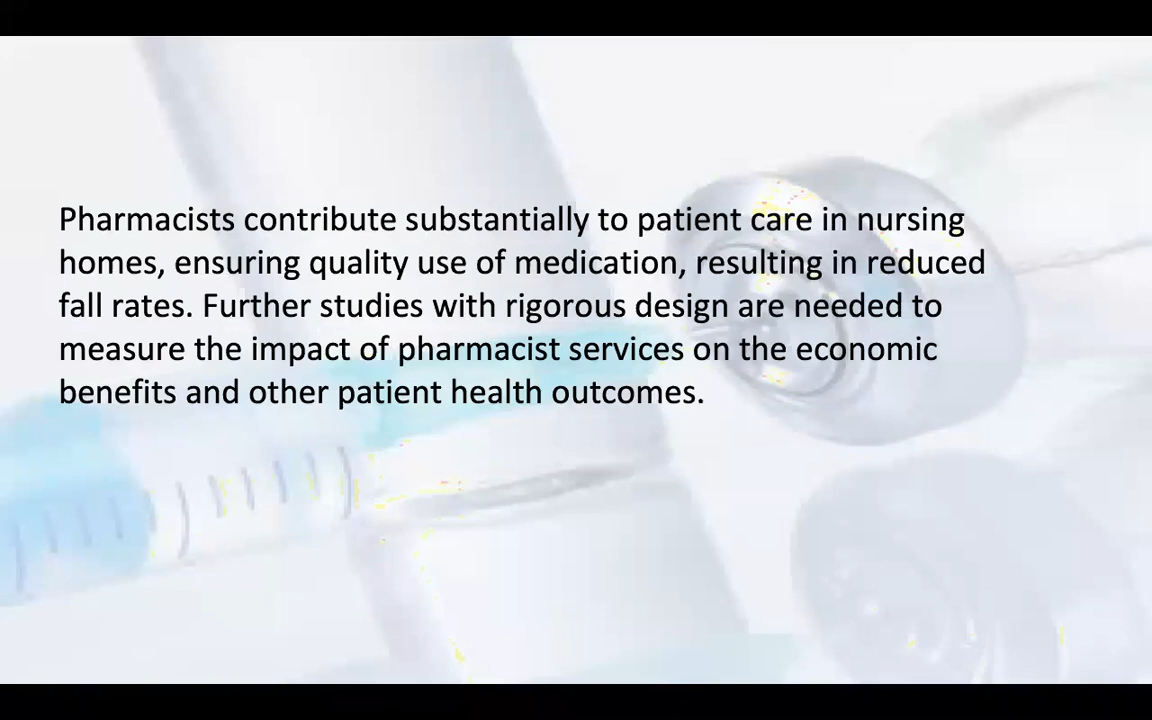 Pharmacists contribute substantially to patient care in nursing
homes, ensuring quality use of medication, resulting in reduced
fall rates. Further studies with rigorous design are needed to
measure the impact of pharmacist services on the economic
benefits and other patient health outcomes.